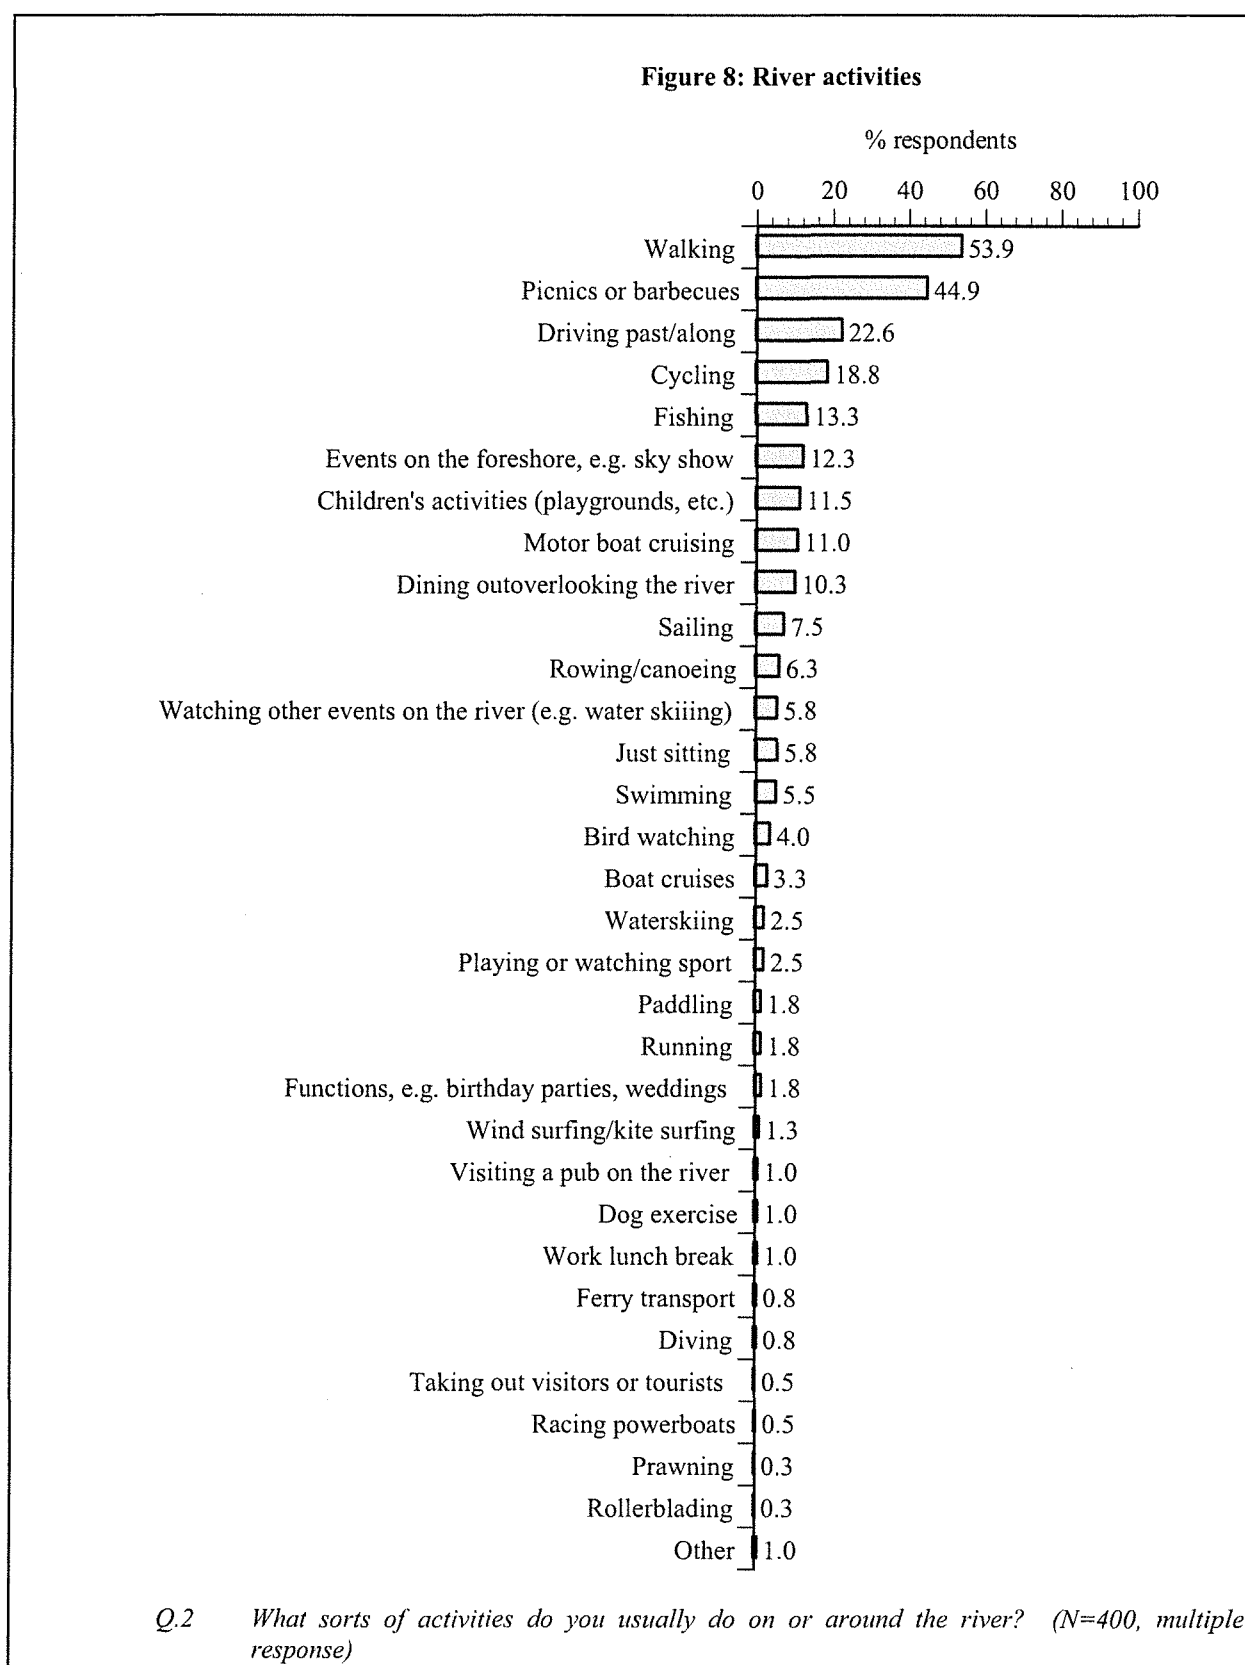 Figure 8: River activities
% respondents
0 20 40 60 80 100
Walking 53.9
Picnics or barbecues 44.9
Driving past/along 22.6
Cycling 18.8
Fishing 13.3
Events on the foreshore, e.g. sky show 12.3
Children's activities (playgrounds, etc.) 11.5
Motor boat cruising 11.0
Dining outoverlooking the river 10.3
Sailing 7.5
Rowing/canoeing 6.3
Watching other events on the river (e.g. water skiiing) 5.8
Just sitting 5.8
Swimming 5.5
Bird watching 4.0
Boat cruises 3.3
Waterskiing 2.5
Playing or watching sport 2.5
Paddling 1.8
Running 1.8
Functions, e.g. birthday parties, weddings 1.8
Wind surfing/kite surfing 1.3
Visiting a pub on the river 1.0
Dog exercise 1.0
Work lunch break 1.0
Ferry transport 0.8
Diving 0.8
Taking out visitors or tourists 0.5
Racing powerboats 0.5
Prawning 0.3
Rollerblading 0.3
Other 1.0
Q.2 What sorts of activities do you usually do on or around the river? (N=400, multiple
response)